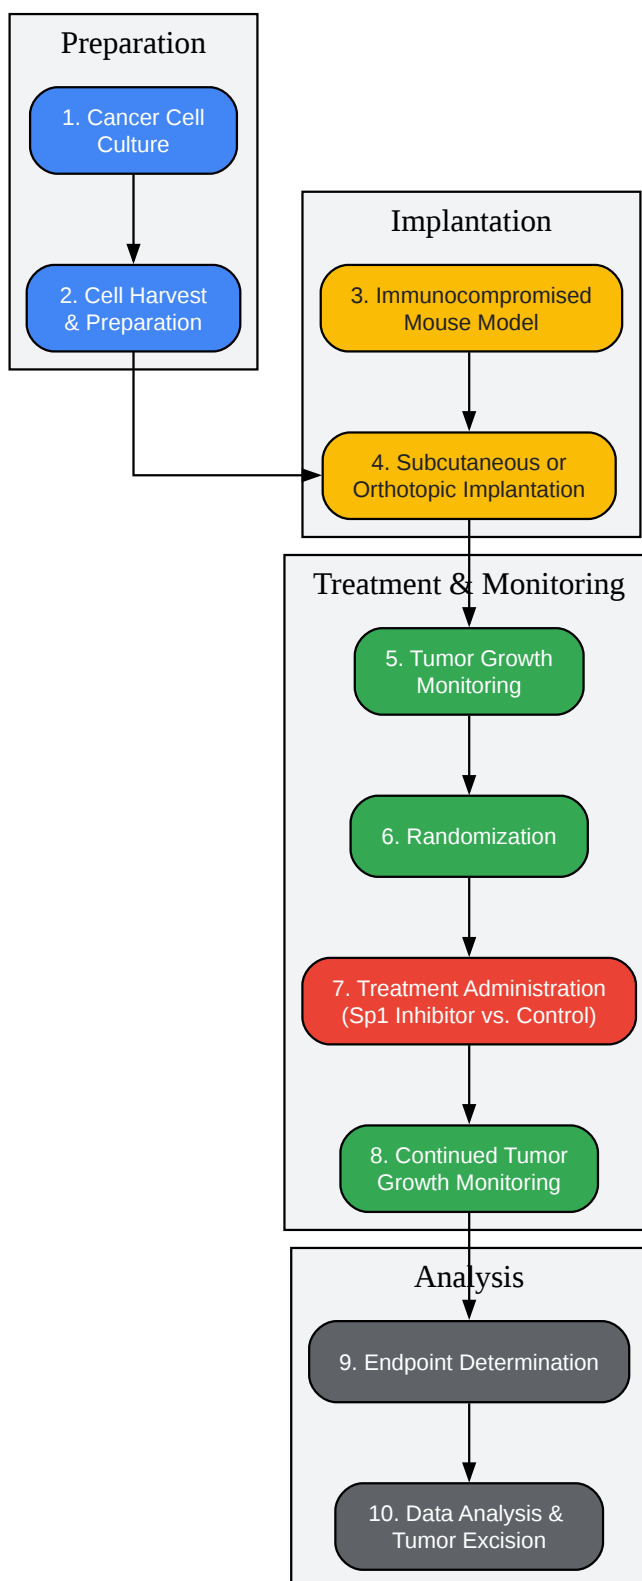 Preparation
1. Cancer Cell
Culture
2. Cell Harvest
& Preparation
Implantation
3. Immunocompromised
Mouse Model
4. Subcutaneous or
Orthotopic Implantation
Treatment & Monitoring
5. Tumor Growth
Monitoring
6. Randomization
7. Treatment Administration
(Sp1 Inhibitor vs. Control)
8. Continued Tumor
Growth Monitoring
Analysis
9. Endpoint Determination
10. Data Analysis &
Tumor Excision